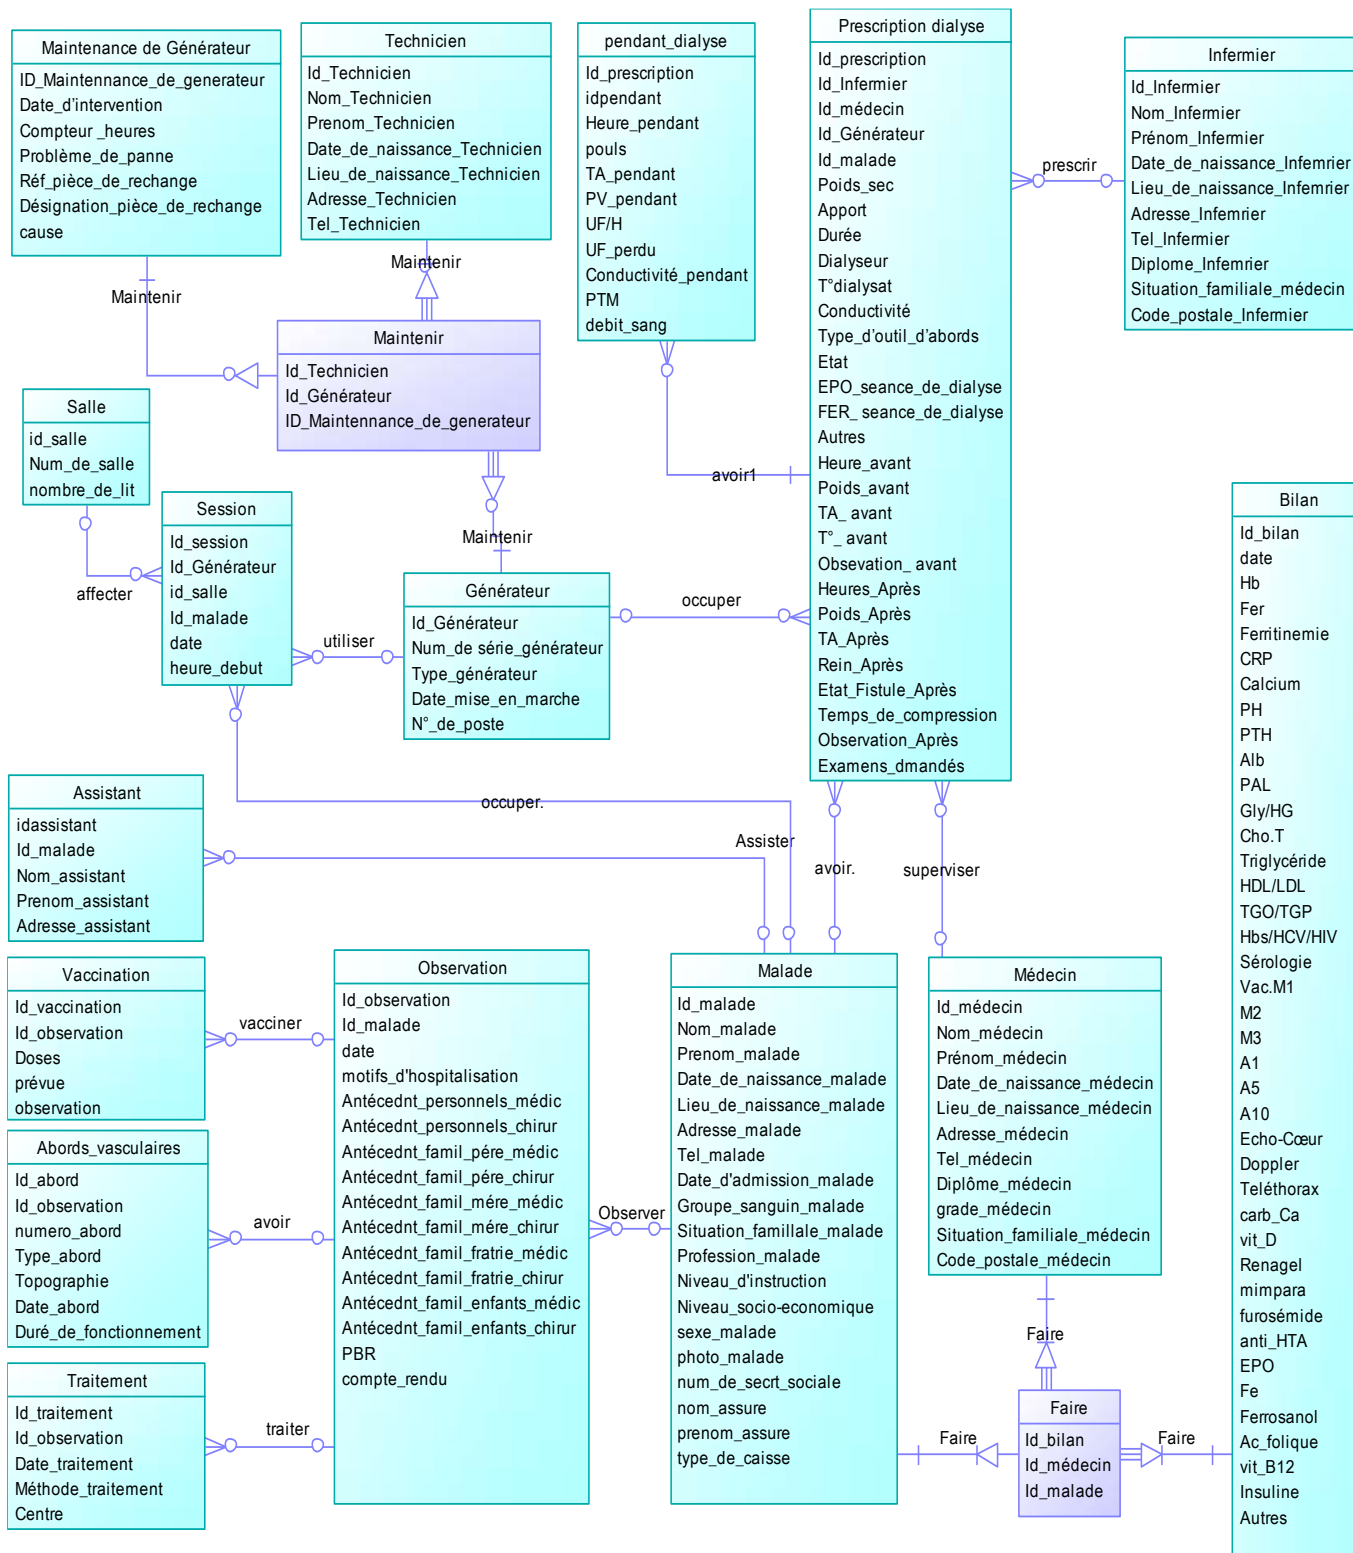 Maintenance de Générateur
ID_Maintennance_de_generateur
Date_d'intervention
Compteur _heures
Problème_de_panne
Réf_pièce_de_rechange
Désignation_pièce_de_rechange
cause
Technicien
Id_Technicien
Nom_Technicien
Prenom_Technicien
Date_de_naissance_Technicien
Lieu_de_naissance_Technicien
Adresse_Technicien
Tel_Technicien
pendant_dialyse
Id_prescription
idpendant
Heure_pendant
pouls
TA_pendant
PV_pendant
UF/H
UF_perdu
Conductivité_pendant
PTM
debit_sang
Prescription dialyse
Id_prescription
Id_Infermier
Id_médecin
Id_Générateur
Id_malade
Poids_sec
Apport
Durée
Dialyseur
T°dialysat
Conductivité
Type_d'outil_d'abords
Etat
EPO_seance_de_dialyse
FER_ seance_de_dialyse
Autres
Heure_avant
Poids_avant
TA_ avant
T°_ avant
Obsevation_ avant
Heures_Après
Poids_Après
TA_Après
Rein_Après
Etat_Fistule_Après
Temps_de_compression
Observation_Après
Examens_dmandés
Infermier
Id_Infermier
Nom_Infermier
Prénom_Infermier
Date_de_naissance_Infemrier
Lieu_de_naissance_Infemrier
Adresse_Infemrier
Tel_Infermier
Diplome_Infemrier
Situation_familiale_médecin
Code_postale_Infermier
prescrir
Maintenir
Maintenir
Maintenir
Id_Technicien
Id_Générateur
ID_Maintennance_de_generateur
Maintenir
avoir1
Salle
id_salle
Num_de_salle
nombre_de_lit
affecter
Session
Id_session
Id_Générateur
id_salle
Id_malade
date
heure_debut
utiliser
Générateur
Id_Générateur
Num_de série_générateur
Type_générateur
Date_mise_en_marche
N°_de_poste
occuper
occuper.
Assister
avoir.
superviser
Assistant
idassistant
Id_malade
Nom_assistant
Prenom_assistant
Adresse_assistant
Vaccination
Id_vaccination
Id_observation
Doses
prévue
observation
vacciner
Abords_vasculaires
Id_abord
Id_observation
numero_abord
Type_abord
Topographie
Date_abord
Duré_de_fonctionnement
avoir
Traitement
Id_traitement
Id_observation
Date_traitement
Méthode_traitement
Centre
traiter
Observation
Id_observation
Id_malade
date
motifs_d'hospitalisation
Antécednt_personnels_médic
Antécednt_personnels_chirur
Antécednt_famil_pére_médic
Antécednt_famil_pére_chirur
Antécednt_famil_mére_médic
Antécednt_famil_mére_chirur
Antécednt_famil_fratrie_médic
Antécednt_famil_fratrie_chirur
Antécednt_famil_enfants_médic
Antécednt_famil_enfants_chirur
PBR
compte_rendu
Observer
Malade
Id_malade
Nom_malade
Prenom_malade
Date_de_naissance_malade
Lieu_de_naissance_malade
Adresse_malade
Tel_malade
Date_d'admission_malade
Groupe_sanguin_malade
Situation_famillale_malade
Profession_malade
Niveau_d'instruction
Niveau_socio-economique
sexe_malade
photo_malade
num_de_secrt_sociale
nom_assure
prenom_assure
type_de_caisse
Médecin
Id_médecin
Nom_médecin
Prénom_médecin
Date_de_naissance_médecin
Lieu_de_naissance_médecin
Adresse_médecin
Tel_médecin
Diplôme_médecin
grade_médecin
Situation_familiale_médecin
Code_postale_médecin
Faire
Faire
Faire
Id_bilan
Id_médecin
Id_malade
Faire
Bilan
Id_bilan
date
Hb
Fer
Ferritinemie
CRP
Calcium
PH
PTH
Alb
PAL
Gly/HG
Cho.T
Triglycéride
HDL/LDL
TGO/TGP
Hbs/HCV/HIV
Sérologie
Vac.M1
M2
M3
A1
A5
A10
Echo-Cœur
Doppler
Teléthorax
carb_Ca
vit_D
Renagel
mimpara
furosémide
anti_HTA
EPO
Fe
Ferrosanol
Ac_folique
vit_B12
Insuline
Autres